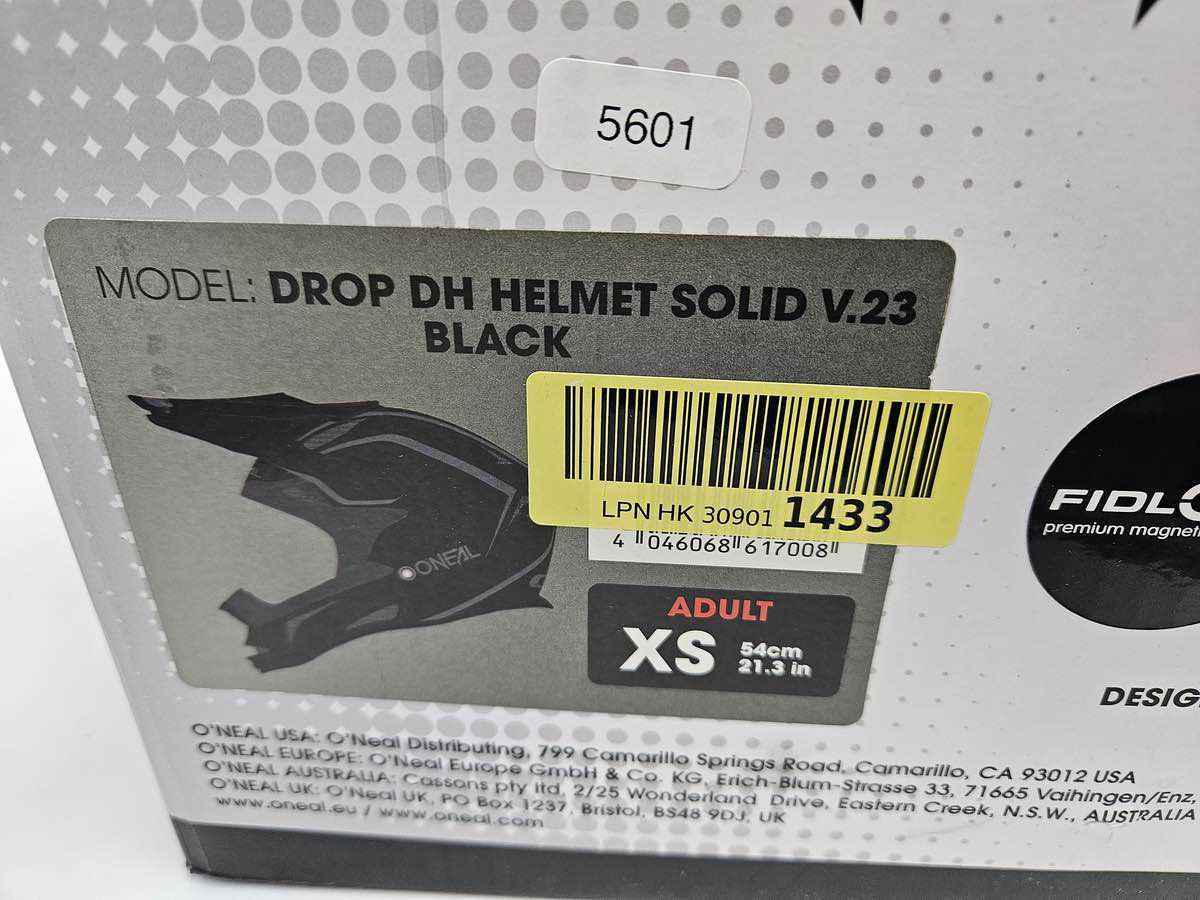 5601
MODEL: DROP DH HELMET SOLID V.23
BLACK
LPN HK 30901 1433
4 046068 617008
O'NEAL
ADULT
XS
54cm
21.3 in
FIDLO
premium magneti
DESIG
O'NEAL USA: O'Neal Distributing, 799 Camarillo Springs Road, Camarillo, CA 93012 USA
O'NEAL EUROPE: O'Neal Europe GmbH & Co. KG, Erich-Blum-Strasse 33, 71665 Vaihingen/Enz,
O'NEAL AUSTRALIA: Cassons pty ltd, 2/25 Wonderland Drive, Eastern Creek, N.S.W., AUSTRALIA
O'NEAL UK: O'Neal UK, PO Box 1237, Bristol, BS48 9DJ, UK
www.oneal.eu / www.oneal.com